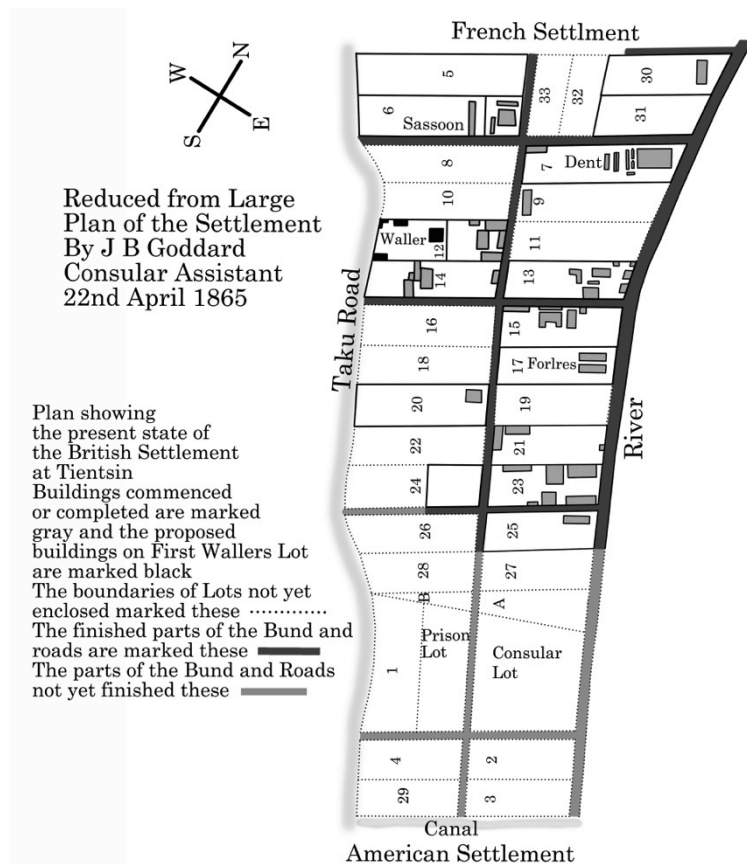 French Settlment
N
W
E
S
5
33
32
30
6
31
Sassoon
8
7
Dent
10
9
Waller
12
11
14
13
Reduced from Large
Plan of the Settlement
By J B Goddard
Consular Assistant
22nd April 1865
Taku Road
16
15
18
17
Forlres
20
19
22
21
24
23
River
26
25
28
27
B
A
Prison
Lot
Consular
Lot
1
4
2
29
3
Plan showing
the present state of
the British Settlement
at Tientsin
Buildings commenced
or completed are marked
gray and the proposed
buildings on First Wallers Lot
are marked black
The boundaries of Lots not yet
enclosed marked these ..............
The finished parts of the Bund and
roads are marked these
The parts of the Bund and Roads
not yet finished these
Canal
American Settlement